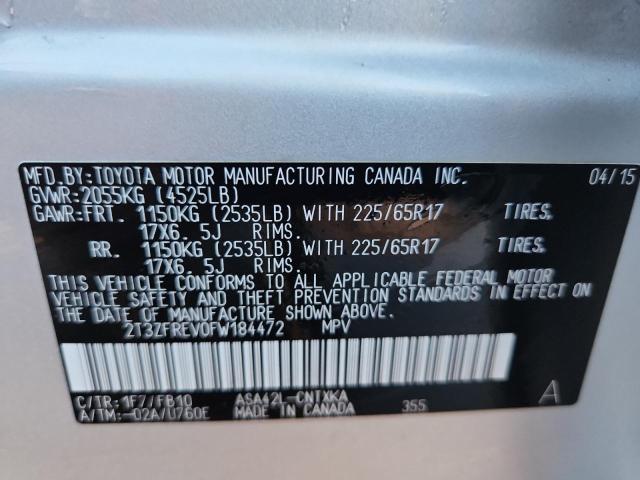 MFD.BY:TOYOTA MOTOR MANUFACTURING CANADA INC. 04/15
GVWR:2055KG (4525LB)
GAWR:FRT. 1150KG (2535LB) WITH 225/65R17 TIRES.
17X6.5J RIMS.
RR. 1150KG (2535LB) WITH 225/65R17 TIRES.
17X6.5J RIMS.
THIS VEHICLE CONFORMS TO ALL APPLICABLE FEDERAL MOTOR
VEHICLE SAFETY AND THEFT PREVENTION STANDARDS IN EFFECT ON
THE DATE OF MANUFACTURE SHOWN ABOVE.
2T3ZFREV0FW184472 MPV
C/TR:1F7/FB10 ASA42L-CNTXKA A
A/TM:-02A/U760E MADE IN CANADA 355